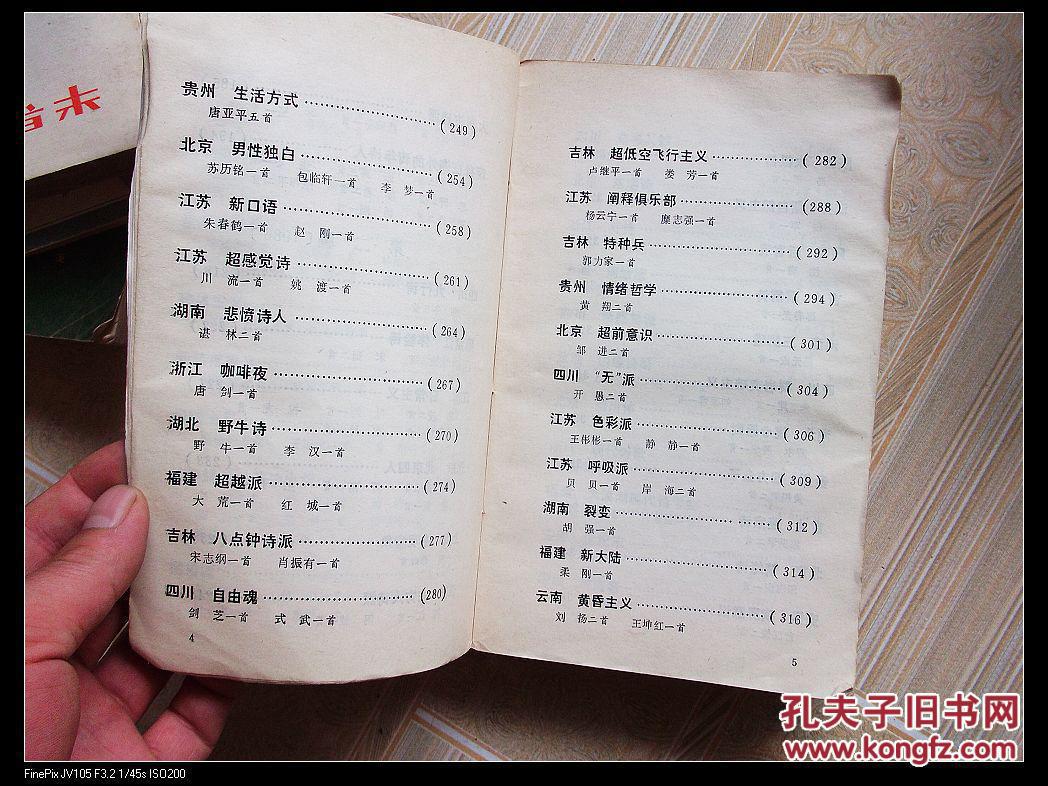 贵州　生活方式……………………(249)
唐亚平五首
北京　男性独白……………………(254)
苏历铭一首　包临轩一首　李　梦一首
江苏　新口语……………………(258)
朱春鹤一首　赵　刚一首
江苏　超感觉诗……………………(261)
川　流一首　姚　渡一首
湖南　悲愤诗人……………………(264)
谌　林二首
浙江　咖啡夜……………………(267)
唐　剑一首
湖北　野牛诗……………………(270)
野　牛一首　李　汉一首
福建　超越派……………………(274)
大　荒一首　红　城一首
吉林　八点钟诗派……………………(277)
宋志纲一首　肖振有一首
四川　自由魂……………………(280)
剑　芝一首　式　武一首
4
吉林　超低空飞行主义……………………(282)
卢继平一首　娄　芳一首
江苏　阐释俱乐部……………………(288)
杨云宁一首　糜志强一首
吉林　特种兵……………………(292)
郭力家一首
贵州　情绪哲学……………………(294)
黄　翔二首
北京　超前意识……………………(301)
邹　进二首
四川　“无”派……………………(304)
开　愚二首
江苏　色彩派……………………(306)
王彬彬一首　静　静一首
江苏　呼吸派……………………(309)
贝　贝一首　岸　海二首
湖南　裂变……………………(312)
胡　强一首
福建　新大陆……………………(314)
柔　刚一首
云南　黄昏主义……………………(316)
刘　扬二首　王坤红一首
5
孔夫子旧书网
www.kongfz.com
FinePix JV105 F3.2 1/45s ISO200